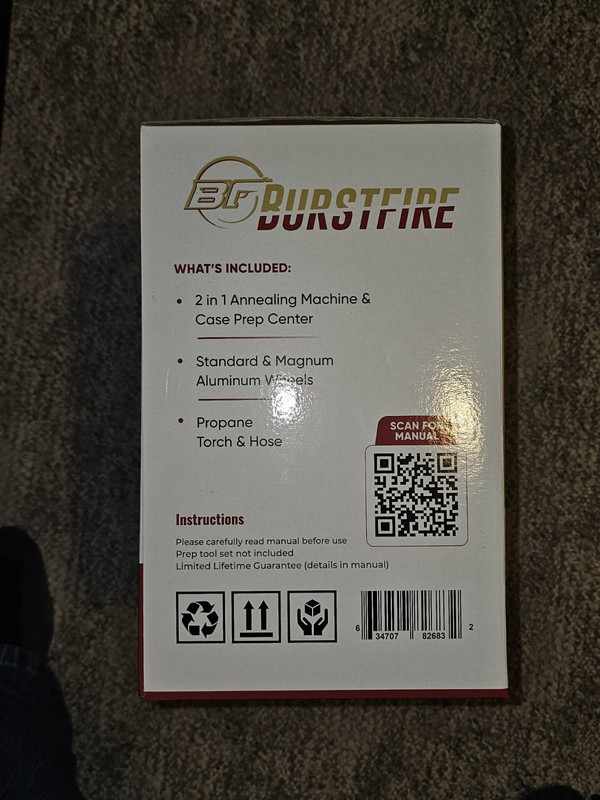 BF BURSTFIRE
WHAT'S INCLUDED:
• 2 in 1 Annealing Machine &
Case Prep Center
• Standard & Magnum
Aluminum Wheels
• Propane
Torch & Hose
SCAN FOR
MANUAL
Instructions
Please carefully read manual before use
Prep tool set not included
Limited Lifetime Guarantee (details in manual)
6 34707 82683 2